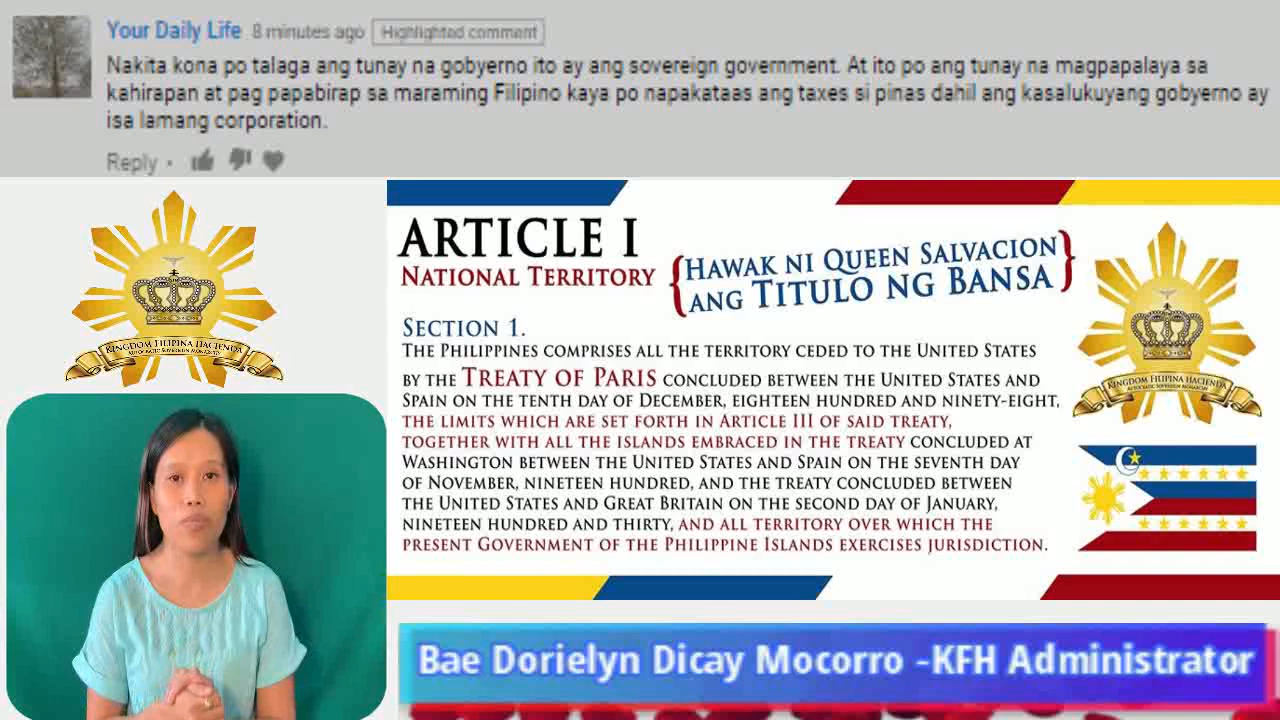 Your Daily Life 8 minutes ago Highlighted comment
Nakita kona po talaga ang tunay na gobyerno ito ay ang sovereign government. At ito po ang tunay na magpapalaya sa
kahirapan at pag papabirap sa maraming Filipino kaya po napakataas ang taxes si pinas dahil ang kasalukuyang gobyerno ay
isa lamang corporation.
Reply
KINGDOM FILIPINA HACIENDA
AUTOCRATIC SOVEREIGN MONARCHY
ARTICLE I
NATIONAL TERRITORY
{HAWAK NI QUEEN SALVACION
ANG TITULO NG BANSA}
SECTION 1.
THE PHILIPPINES COMPRISES ALL THE TERRITORY CEDED TO THE UNITED STATES
BY THE TREATY OF PARIS CONCLUDED BETWEEN THE UNITED STATES AND
SPAIN ON THE TENTH DAY OF DECEMBER, EIGHTEEN HUNDRED AND NINETY-EIGHT,
THE LIMITS WHICH ARE SET FORTH IN ARTICLE III OF SAID TREATY,
TOGETHER WITH ALL THE ISLANDS EMBRACED IN THE TREATY CONCLUDED AT
WASHINGTON BETWEEN THE UNITED STATES AND SPAIN ON THE SEVENTH DAY
OF NOVEMBER, NINETEEN HUNDRED, AND THE TREATY CONCLUDED BETWEEN
THE UNITED STATES AND GREAT BRITAIN ON THE SECOND DAY OF JANUARY,
NINETEEN HUNDRED AND THIRTY, AND ALL TERRITORY OVER WHICH THE
PRESENT GOVERNMENT OF THE PHILIPPINE ISLANDS EXERCISES JURISDICTION.
KINGDOM FILIPINA HACIENDA
AUTOCRATIC SOVEREIGN MONARCHY
Bae Dorielyn Dicay Mocorro -KFH Administrator